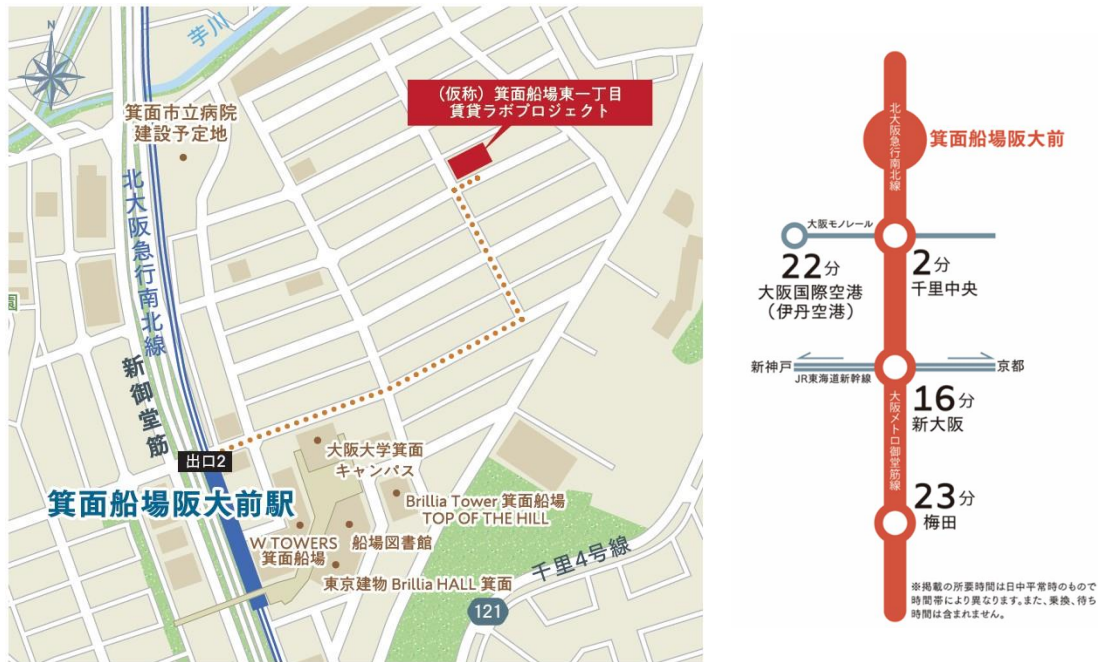 N
芋川
(仮称)箕面船場東一丁目
賃貸ラボプロジェクト
箕面市立病院
建設予定地
北大阪急行南北線
園
新御堂筋
出口2
箕面船場阪大前駅
大阪大学箕面
キャンパス
Brillia Tower 箕面船場
TOP OF THE HILL
W TOWERS
箕面船場
船場図書館
東京建物 Brillia HALL 箕面
千里4号線
121
北大阪急行南北線
箕面船場阪大前
大阪モノレール
22分
大阪国際空港
(伊丹空港)
2分
千里中央
新神戸
JR東海道新幹線
京都
16分
新大阪
大阪メトロ御堂筋線
23分
梅田
※掲載の所要時間は日中平常時のもので
時間帯により異なります。また、乗換、待ち
時間は含まれません。